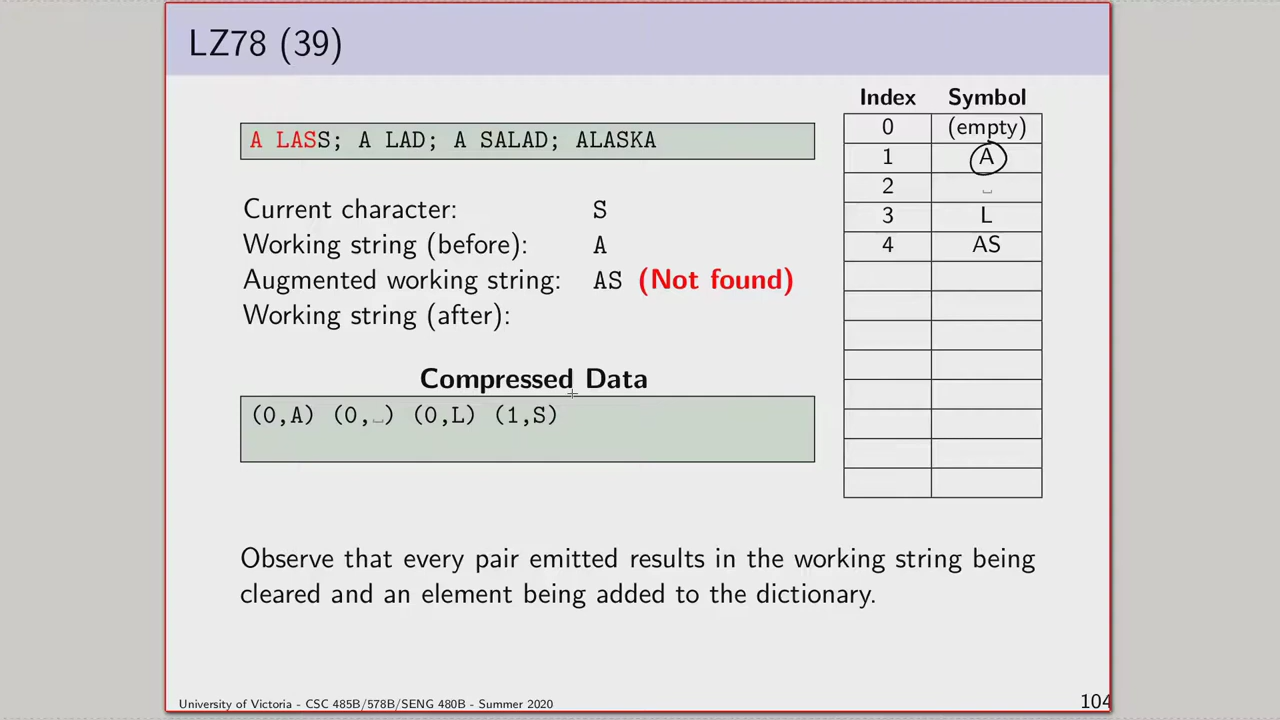 LZ78 (39)
A LASS; A LAD; A SALAD; ALASKA
Current character: S
Working string (before): A
Augmented working string: AS (Not found)
Working string (after):
Compressed Data
(0,A) (0,␣) (0,L) (1,S)
Index Symbol
0 (empty)
1 A
2 ␣
3 L
4 AS
Observe that every pair emitted results in the working string being
cleared and an element being added to the dictionary.
University of Victoria - CSC 485B/578B/SENG 480B - Summer 2020
104